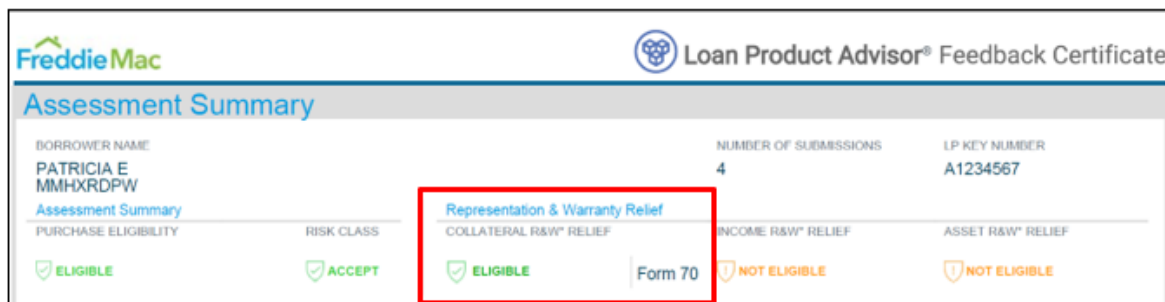 FreddieMac
Loan Product Advisor® Feedback Certificate
Assessment Summary
BORROWER NAME
NUMBER OF SUBMISSIONS
LP KEY NUMBER
PATRICIA E
MMHXRDPW
4
A1234567
Assessment Summary
Representation & Warranty Relief
PURCHASE ELIGIBILITY
RISK CLASS
COLLATERAL R&W* RELIEF
INCOME R&W* RELIEF
ASSET R&W* RELIEF
ELIGIBLE
ACCEPT
ELIGIBLE
Form 70
NOT ELIGIBLE
NOT ELIGIBLE